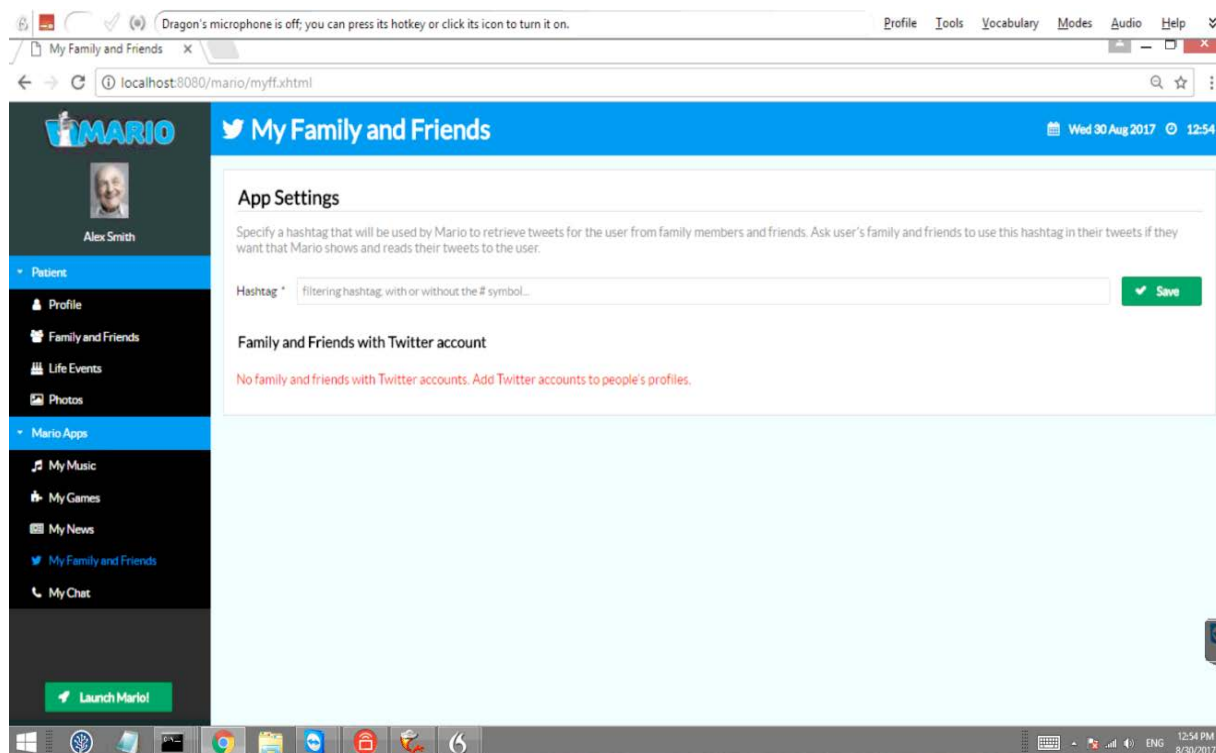 Dragon's microphone is off; you can press its hotkey or click its icon to turn it on.
Profile Tools Vocabulary Modes Audio Help
My Family and Friends
localhost:8080/mario/myff.xhtml
MARIO
My Family and Friends
Wed 30 Aug 2017 12:54
Alex Smith
Patient
Profile
Family and Friends
Life Events
Photos
Mario Apps
My Music
My Games
My News
My Family and Friends
My Chat
Launch Mario!
App Settings
Specify a hashtag that will be used by Mario to retrieve tweets for the user from family members and friends. Ask user's family and friends to use this hashtag in their tweets if they
want that Mario shows and reads their tweets to the user.
Hashtag * filtering hashtag, with or without the # symbol... Save
Family and Friends with Twitter account
No family and friends with Twitter accounts. Add Twitter accounts to people's profiles.
ENG
12:54 PM
8/30/2017